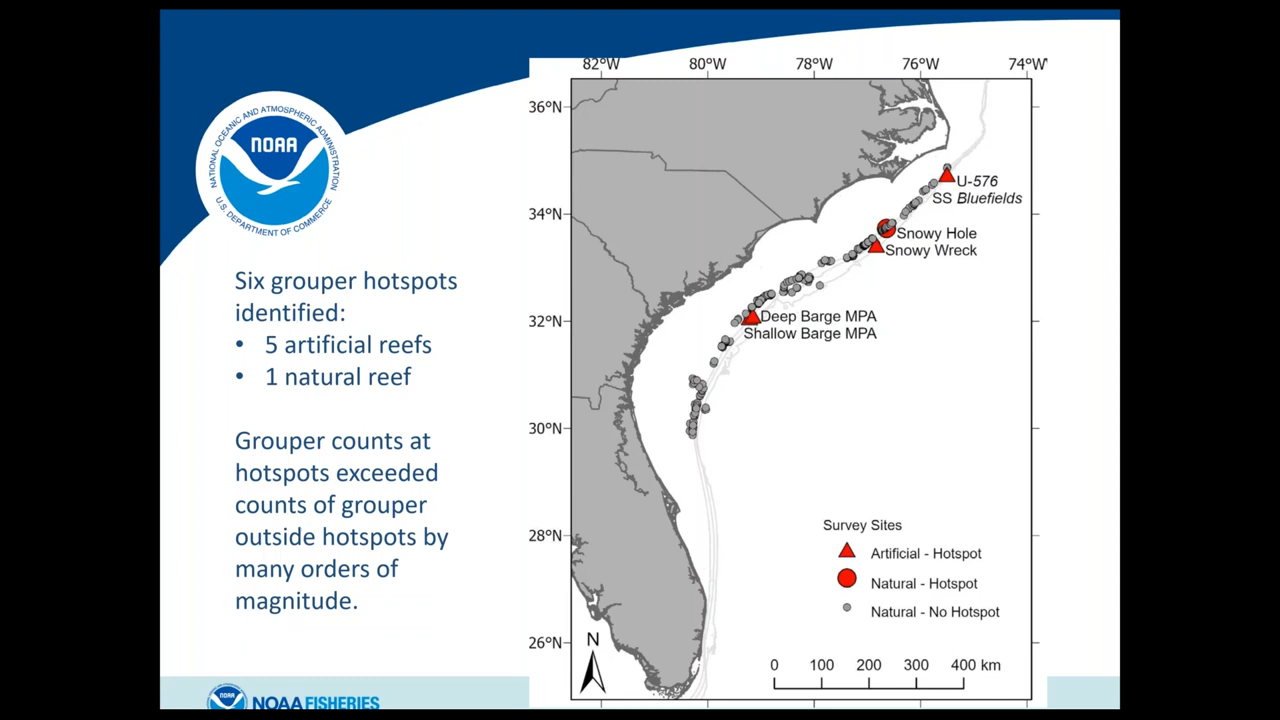 NATIONAL OCEANIC AND ATMOSPHERIC ADMINISTRATION
NOAA
U.S. DEPARTMENT OF COMMERCE
Six grouper hotspots
identified:
• 5 artificial reefs
• 1 natural reef
Grouper counts at
hotspots exceeded
counts of grouper
outside hotspots by
many orders of
magnitude.
NOAA
NOAA FISHERIES
82°W 80°W 78°W 76°W 74°W
36°N
34°N
32°N
30°N
28°N
26°N
U-576
SS Bluefields
Snowy Hole
Snowy Wreck
Deep Barge MPA
Shallow Barge MPA
Survey Sites
Artificial - Hotspot
Natural - Hotspot
Natural - No Hotspot
N
0 100 200 300 400 km